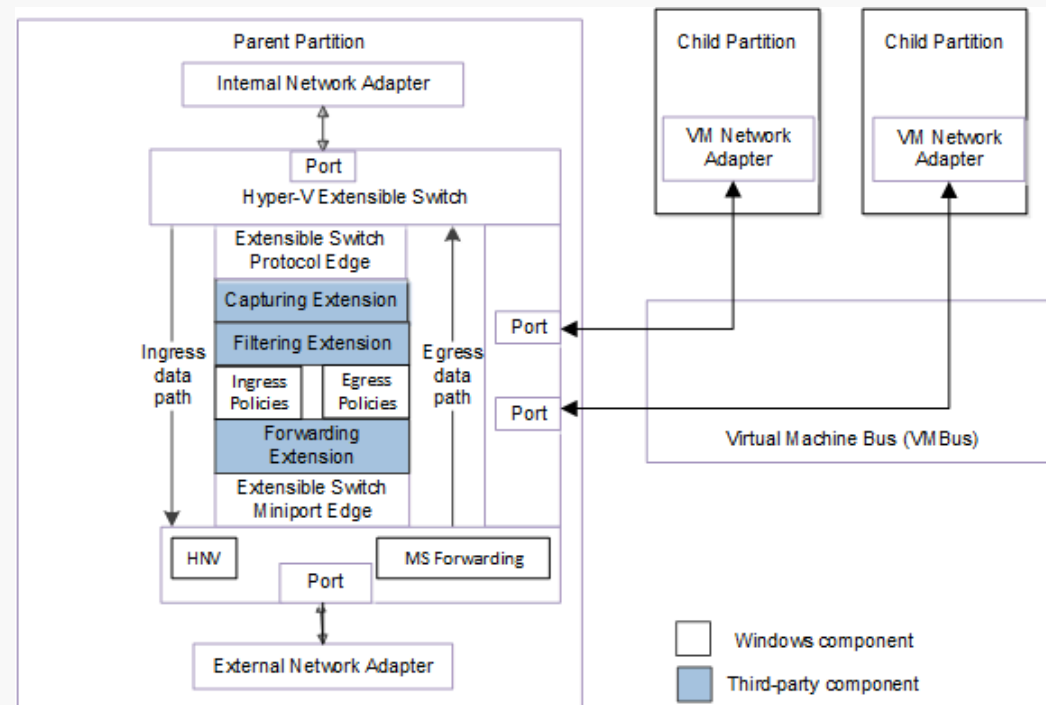 Parent Partition
Internal Network Adapter
Port
Hyper-V Extensible Switch
Extensible Switch
Protocol Edge
Capturing Extension
Filtering Extension
Ingress
Policies
Egress
Policies
Forwarding
Extension
Extensible Switch
Miniport Edge
Ingress
data
path
Egress
data
path
Port
Port
HNV
MS Forwarding
Port
External Network Adapter
Child Partition
VM Network
Adapter
Child Partition
VM Network
Adapter
Virtual Machine Bus (VMBus)
Windows component
Third-party component